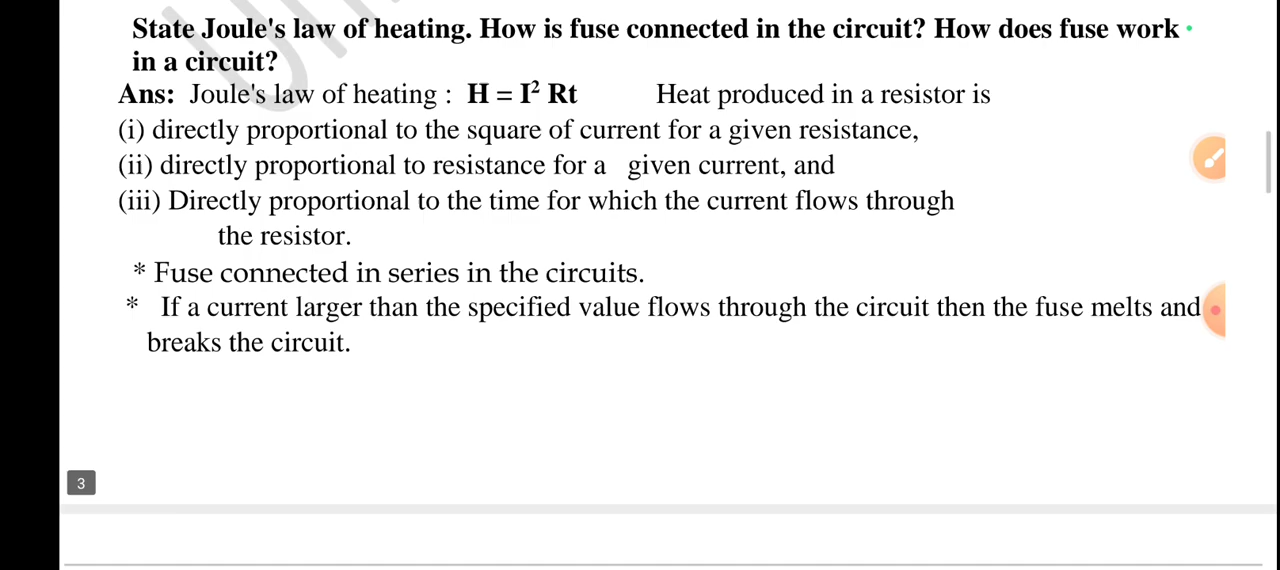 State Joule's law of heating. How is fuse connected in the circuit? How does fuse work
in a circuit?
Ans: Joule's law of heating : H = I² Rt Heat produced in a resistor is
(i) directly proportional to the square of current for a given resistance,
(ii) directly proportional to resistance for a given current, and
(iii) Directly proportional to the time for which the current flows through
the resistor.
* Fuse connected in series in the circuits.
* If a current larger than the specified value flows through the circuit then the fuse melts and
breaks the circuit.
3